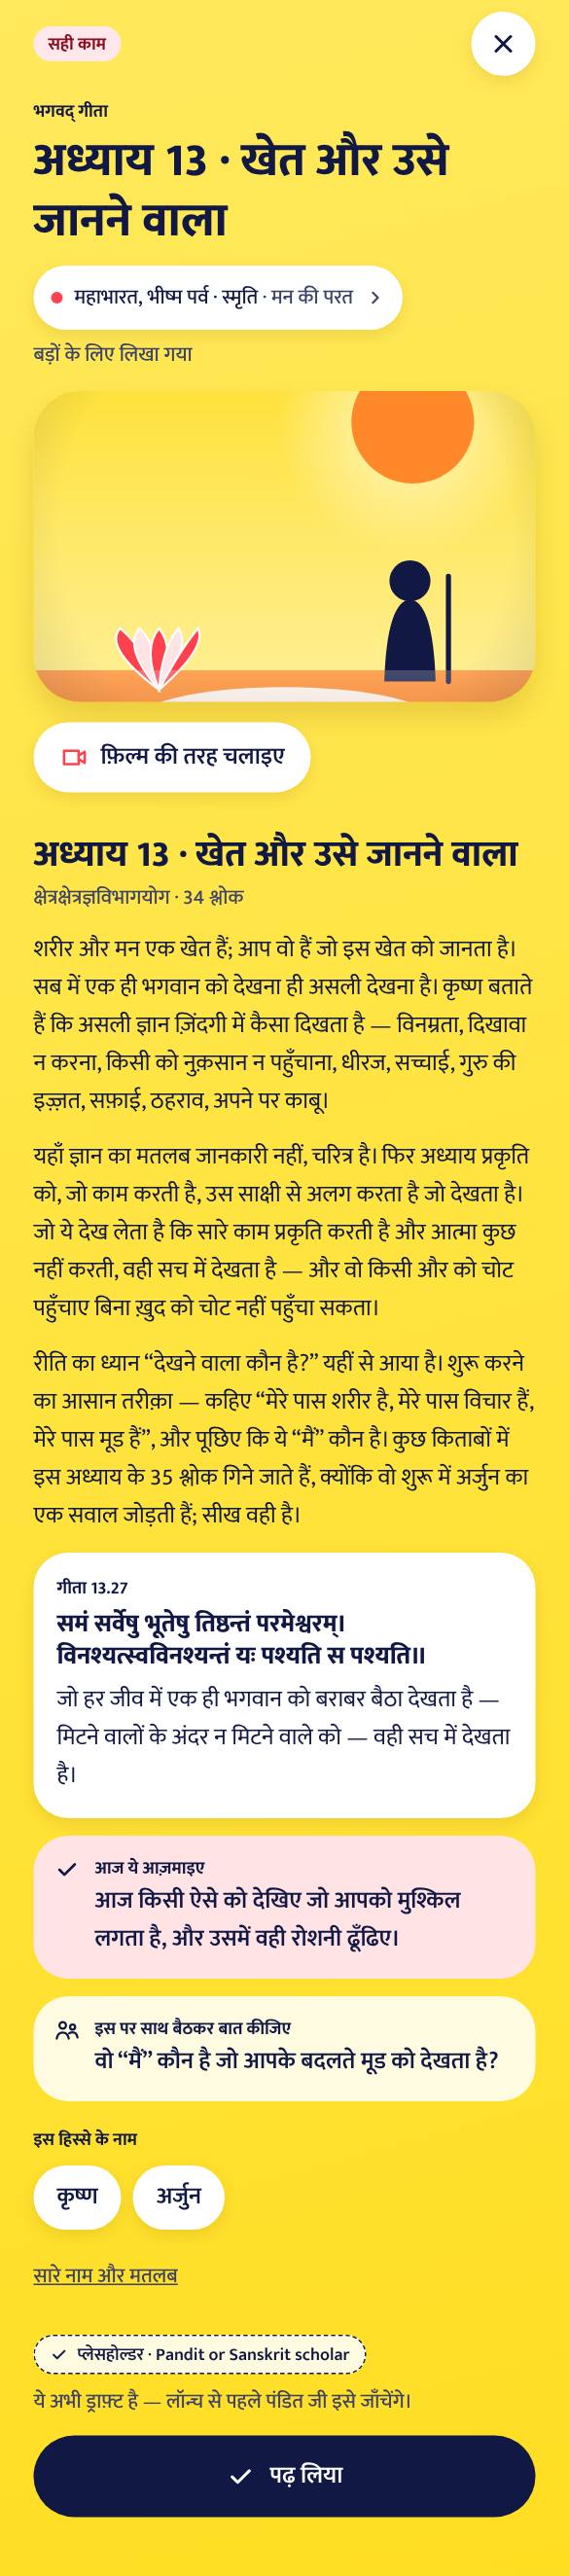 सही काम
भगवद् गीता
अध्याय 13 · खेत और उसे
जानने वाला
महाभारत, भीष्म पर्व · स्मृति · मन की परत
बड़ों के लिए लिखा गया
फ़िल्म की तरह चलाइए
अध्याय 13 · खेत और उसे जानने वाला
क्षेत्रक्षेत्रज्ञविभागयोग · 34 श्लोक
शरीर और मन एक खेत हैं; आप वो हैं जो इस खेत को जानता है।
सब में एक ही भगवान को देखना ही असली देखना है। कृष्ण बताते
हैं कि असली ज्ञान ज़िंदगी में कैसा दिखता है — विनम्रता, दिखावा
न करना, किसी को नुक़सान न पहुँचाना, धीरज, सच्चाई, गुरु की
इज़्ज़त, सफ़ाई, ठहराव, अपने पर काबू।
यहाँ ज्ञान का मतलब जानकारी नहीं, चरित्र है। फिर अध्याय प्रकृति
को, जो काम करती है, उस साक्षी से अलग करता है जो देखता है।
जो ये देख लेता है कि सारे काम प्रकृति करती है और आत्मा कुछ
नहीं करती, वही सच में देखता है — और वो किसी और को चोट
पहुँचाए बिना ख़ुद को चोट नहीं पहुँचा सकता।
रीति का ध्यान “देखने वाला कौन है?” यहीं से आया है। शुरू करने
का आसान तरीक़ा — कहिए “मेरे पास शरीर है, मेरे पास विचार हैं,
मेरे पास मूड हैं”, और पूछिए कि ये “मैं” कौन है। कुछ किताबों में
इस अध्याय के 35 श्लोक गिने जाते हैं, क्योंकि वो शुरू में अर्जुन का
एक सवाल जोड़ती हैं; सीख वही है।
गीता 13.27
समं सर्वेषु भूतेषु तिष्ठन्तं परमेश्वरम्।
विनश्यत्स्वविनश्यन्तं यः पश्यति स पश्यति॥
जो हर जीव में एक ही भगवान को बराबर बैठा देखता है —
मिटने वालों के अंदर न मिटने वाले को — वही सच में देखता
है।
आज ये आज़माइए
आज किसी ऐसे को देखिए जो आपको मुश्किल
लगता है, और उसमें वही रोशनी ढूँढिए।
इस पर साथ बैठकर बात कीजिए
वो “मैं” कौन है जो आपके बदलते मूड को देखता है?
इस हिस्से के नाम
कृष्ण
अर्जुन
सारे नाम और मतलब
प्लेसहोल्डर · Pandit or Sanskrit scholar
ये अभी ड्राफ़्ट है — लॉन्च से पहले पंडित जी इसे जाँचेंगे।
पढ़ लिया